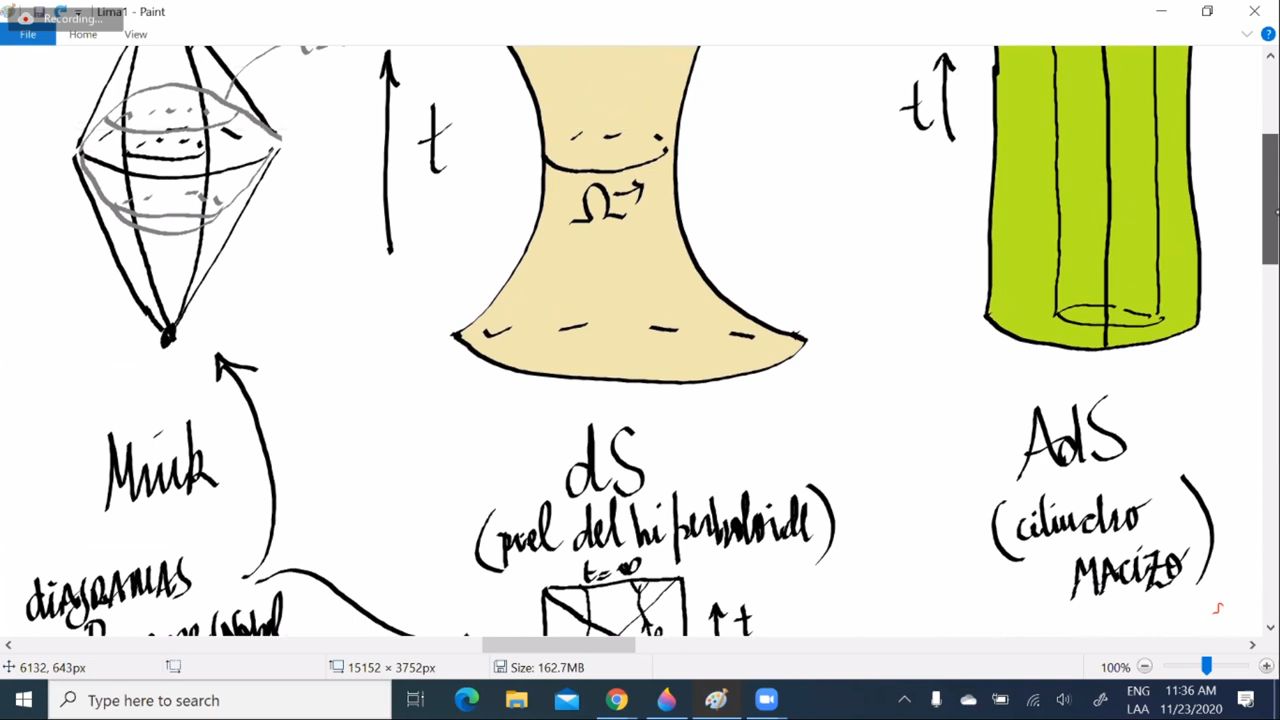 Recording...
Lima1 - Paint
File Home View
t
t
Ω
Mink
dS
(piel del hiperboloide)
AdS
(cilindro
MACIZO)
diAGRAMAS
t=∞
t
6132, 643px
15152 × 3752px
Size: 162.7MB
100%
Type here to search
ENG
LAA
11:36 AM
11/23/2020